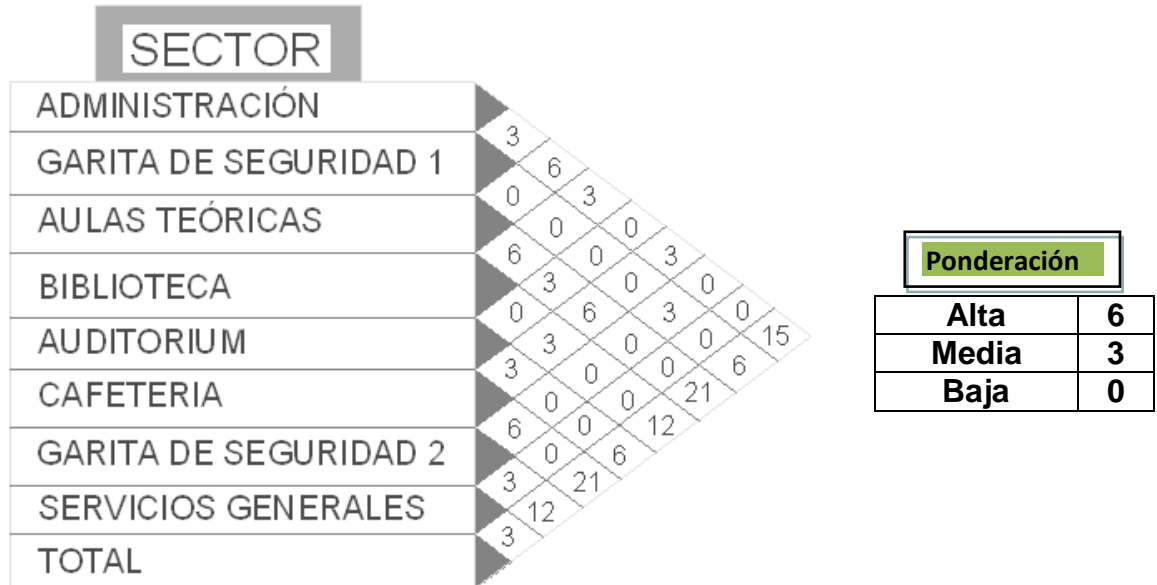 SECTOR
ADMINISTRACIÓN
3
GARITA DE SEGURIDAD 1
6
0 3
AULAS TEÓRICAS
0 0
6 0 3
BIBLIOTECA
3 0 0
0 6 3 0
AUDITORIUM
3 0 0 15
3 0 0 6
CAFETERIA
0 0 21
6 0 12
GARITA DE SEGURIDAD 2
0 6
3 21
SERVICIOS GENERALES
12
3
TOTAL
Ponderación
Alta 6
Media 3
Baja 0